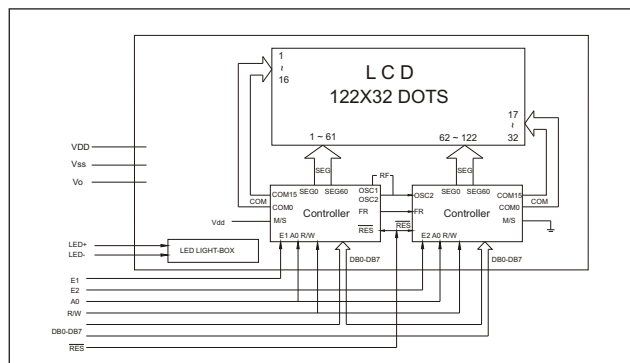 1
~
16
L C D
122X32 DOTS
17
~
32
1 ~ 61
62 ~ 122
VDD
Vss
Vo
SEG
RF
SEG
SEG0 SEG60
OSC1
OSC2
OSC2
SEG0 SEG60
COM15
COM
COM0
COM15
COM
COM0
FR
FR
Vdd
M/S
Controller
Controller
M/S
RES
RES
E1 A0 R/W
E2 A0 R/W
LED+
LED-
LED LIGHT-BOX
DB0-DB7
DB0-DB7
E1
E2
A0
R/W
DB0-DB7
RES